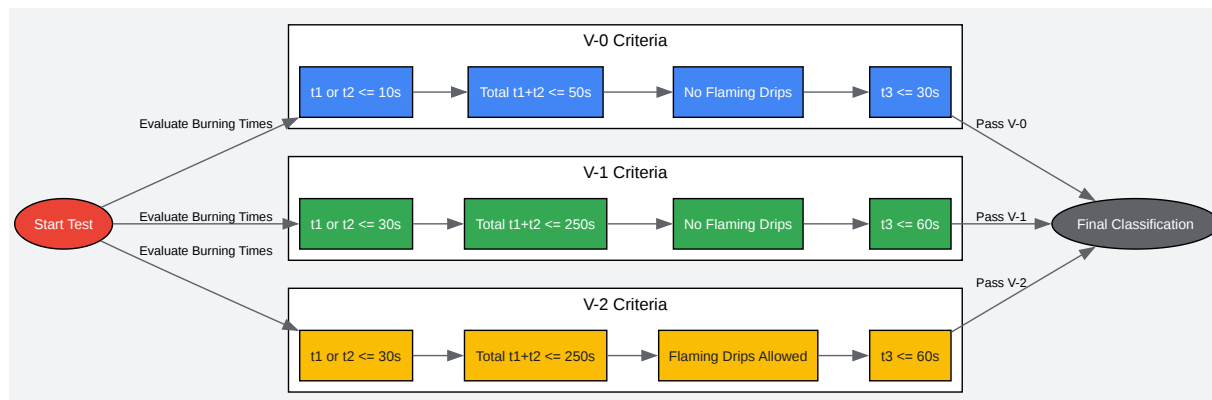 V-0 Criteria
t1 or t2 <= 10s
Total t1+t2 <= 50s
No Flaming Drips
t3 <= 30s
Evaluate Burning Times
Pass V-0
V-1 Criteria
Start Test
Evaluate Burning Times
t1 or t2 <= 30s
Total t1+t2 <= 250s
No Flaming Drips
t3 <= 60s
Pass V-1
Final Classification
Evaluate Burning Times
V-2 Criteria
t1 or t2 <= 30s
Total t1+t2 <= 250s
Flaming Drips Allowed
t3 <= 60s
Pass V-2